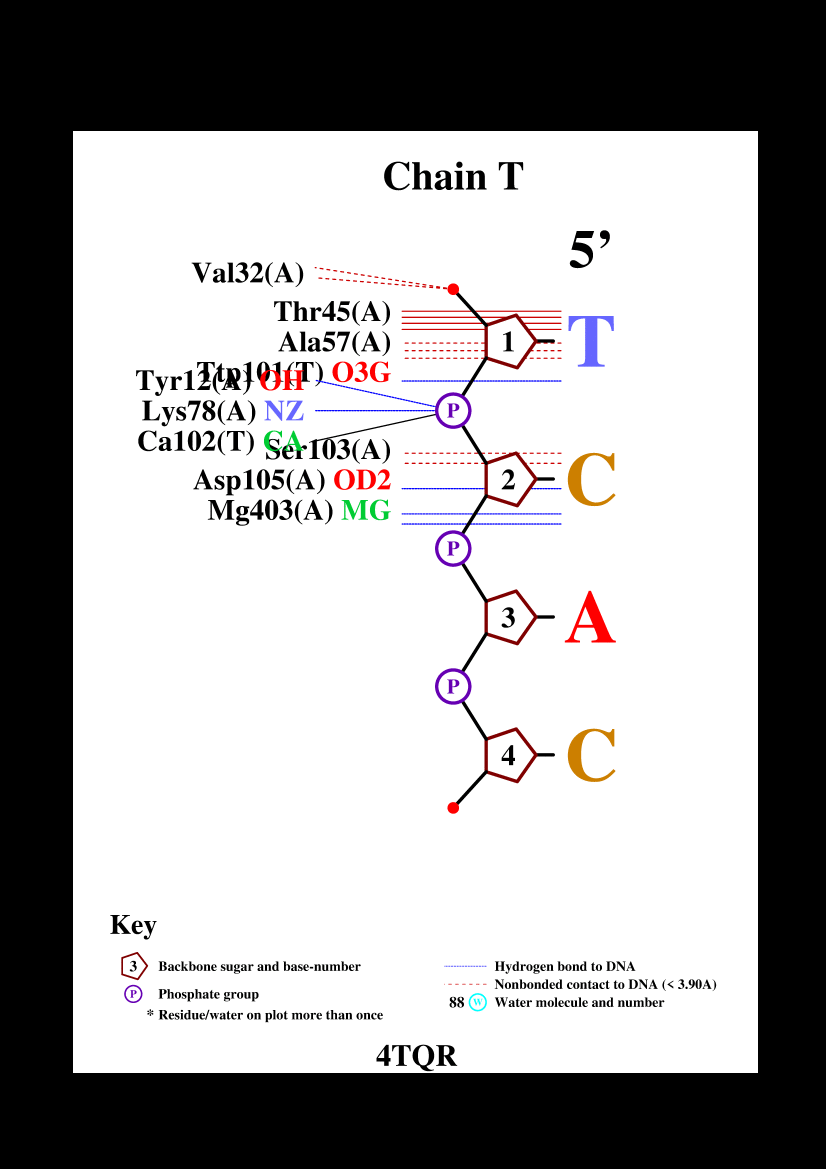 Chain T
5’
Val32(A)
Thr45(A)
1
T
Ala57(A)
Ttp101(T) O3G
Tyr12(A) OH
Lys78(A) NZ
P
Ca102(T) CA
Ser103(A)
2
C
Asp105(A) OD2
Mg403(A) MG
P
3
A
P
4
C
Key
3 Backbone sugar and base-number
P Phosphate group
* Residue/water on plot more than once
Hydrogen bond to DNA
Nonbonded contact to DNA (< 3.90A)
88 W Water molecule and number
4TQR